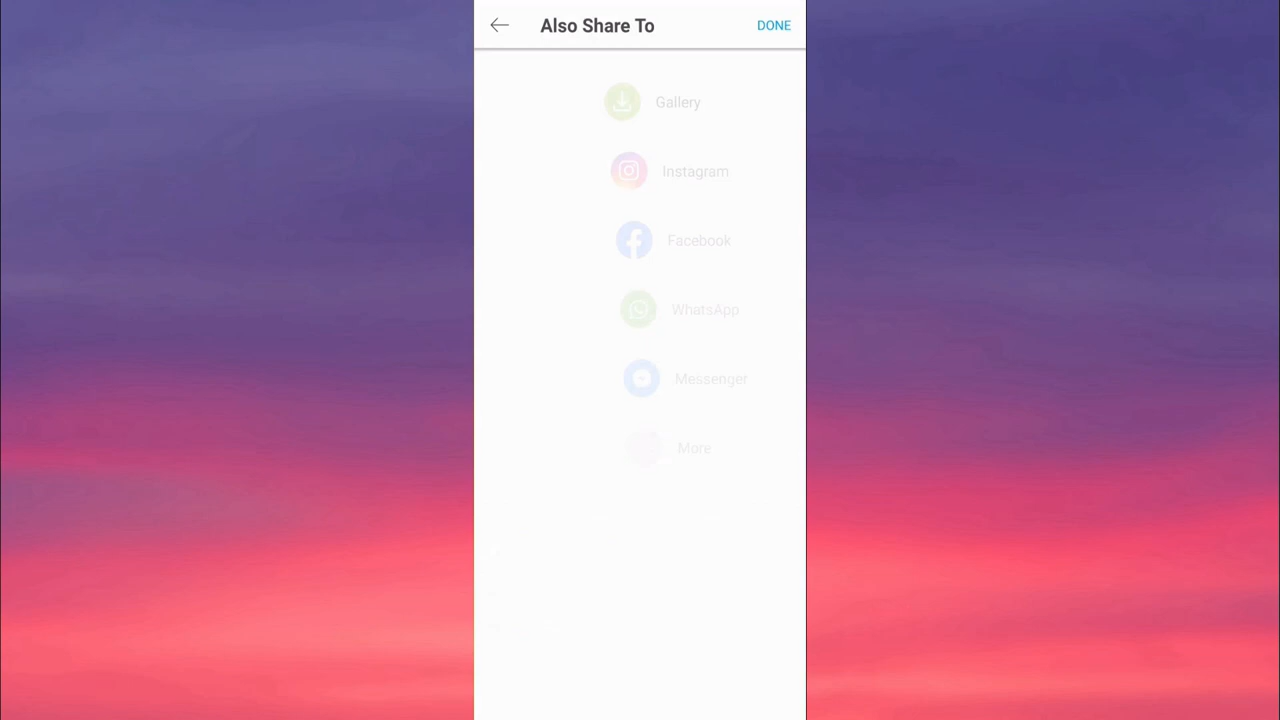 Also Share To
DONE
Gallery
Instagram
Facebook
WhatsApp
Messenger
More